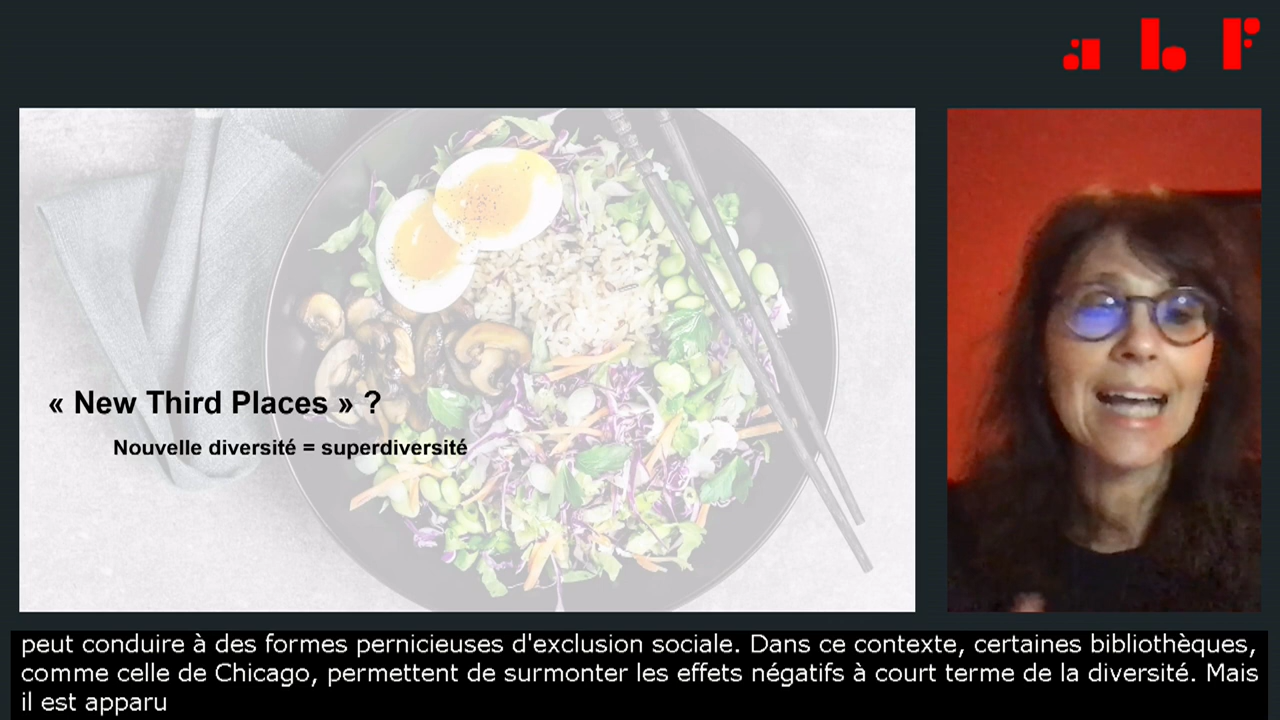 abf
« New Third Places » ?
Nouvelle diversité = superdiversité
peut conduire à des formes pernicieuses d'exclusion sociale. Dans ce contexte, certaines bibliothèques,
comme celle de Chicago, permettent de surmonter les effets négatifs à court terme de la diversité. Mais
il est apparu